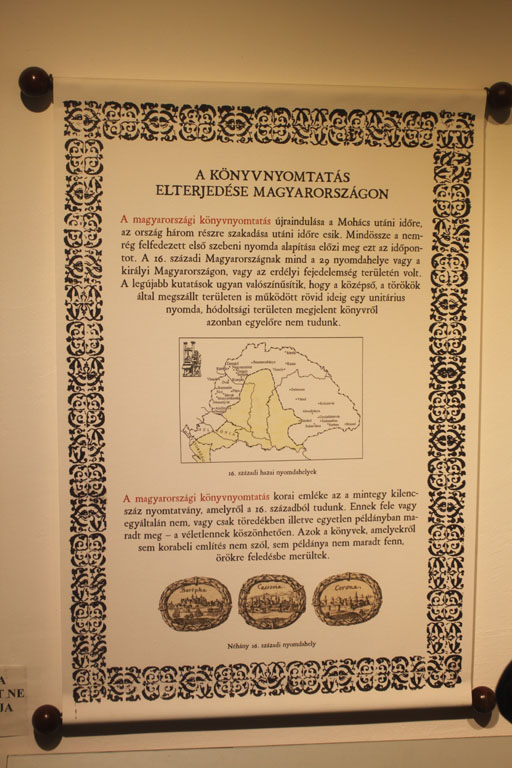 A KÖNYVNYOMTATÁS
ELTERJEDÉSE MAGYARORSZÁGON
A magyarországi könyvnyomtatás újraindulása a Mohács utáni időre,
az ország három részre szakadása utáni időre esik. Mindössze a nem-
rég felfedezett első szebeni nyomda alapítása előzi meg ezt az időpon-
tot. A 16. századi Magyarországnak mind a 29 nyomdahelye vagy a
királyi Magyarországon, vagy az erdélyi fejedelemség területén volt.
A legújabb kutatások ugyan valószínűsítik, hogy a középső, a törökök
által megszállt területen is működött rövid ideig egy unitárius
nyomda, hódoltsági területen megjelent könyvről
azonban egyelőre nem tudunk.
16. századi hazai nyomdahelyek
A magyarországi könyvnyomtatás korai emléke az a mintegy kilenc-
száz nyomtatvány, amelyről a 16. századból tudunk. Ennek fele vagy
egyáltalán nem, vagy csak töredékben illetve egyetlen példányban ma-
radt meg – a véletlennek köszönhetően. Azok a könyvek, amelyekről
sem korabeli említés nem szól, sem példánya nem maradt fenn,
örökre feledésbe merültek.
Bartpha
Cassovia
Corona
Néhány 16. századi nyomdahely
A
T NE
JA